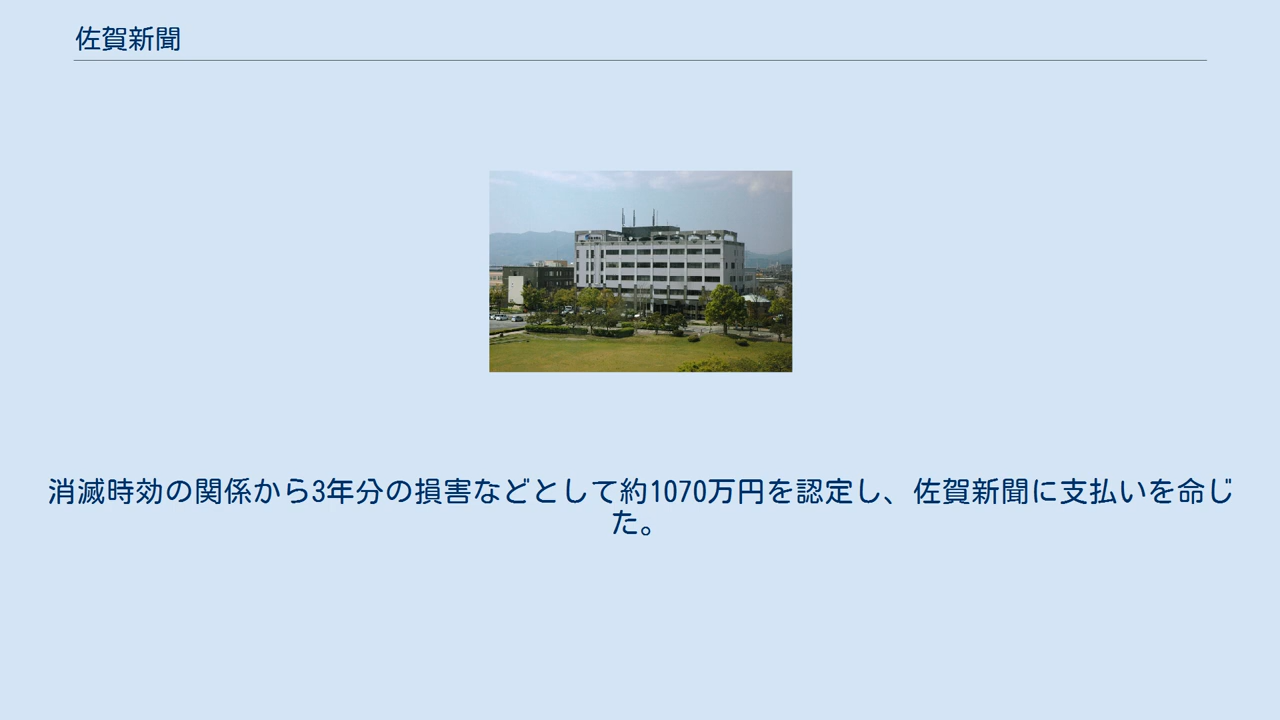 佐賀新聞
消滅時効の関係から3年分の損害などとして約1070万円を認定し、佐賀新聞に支払いを命じ
た。